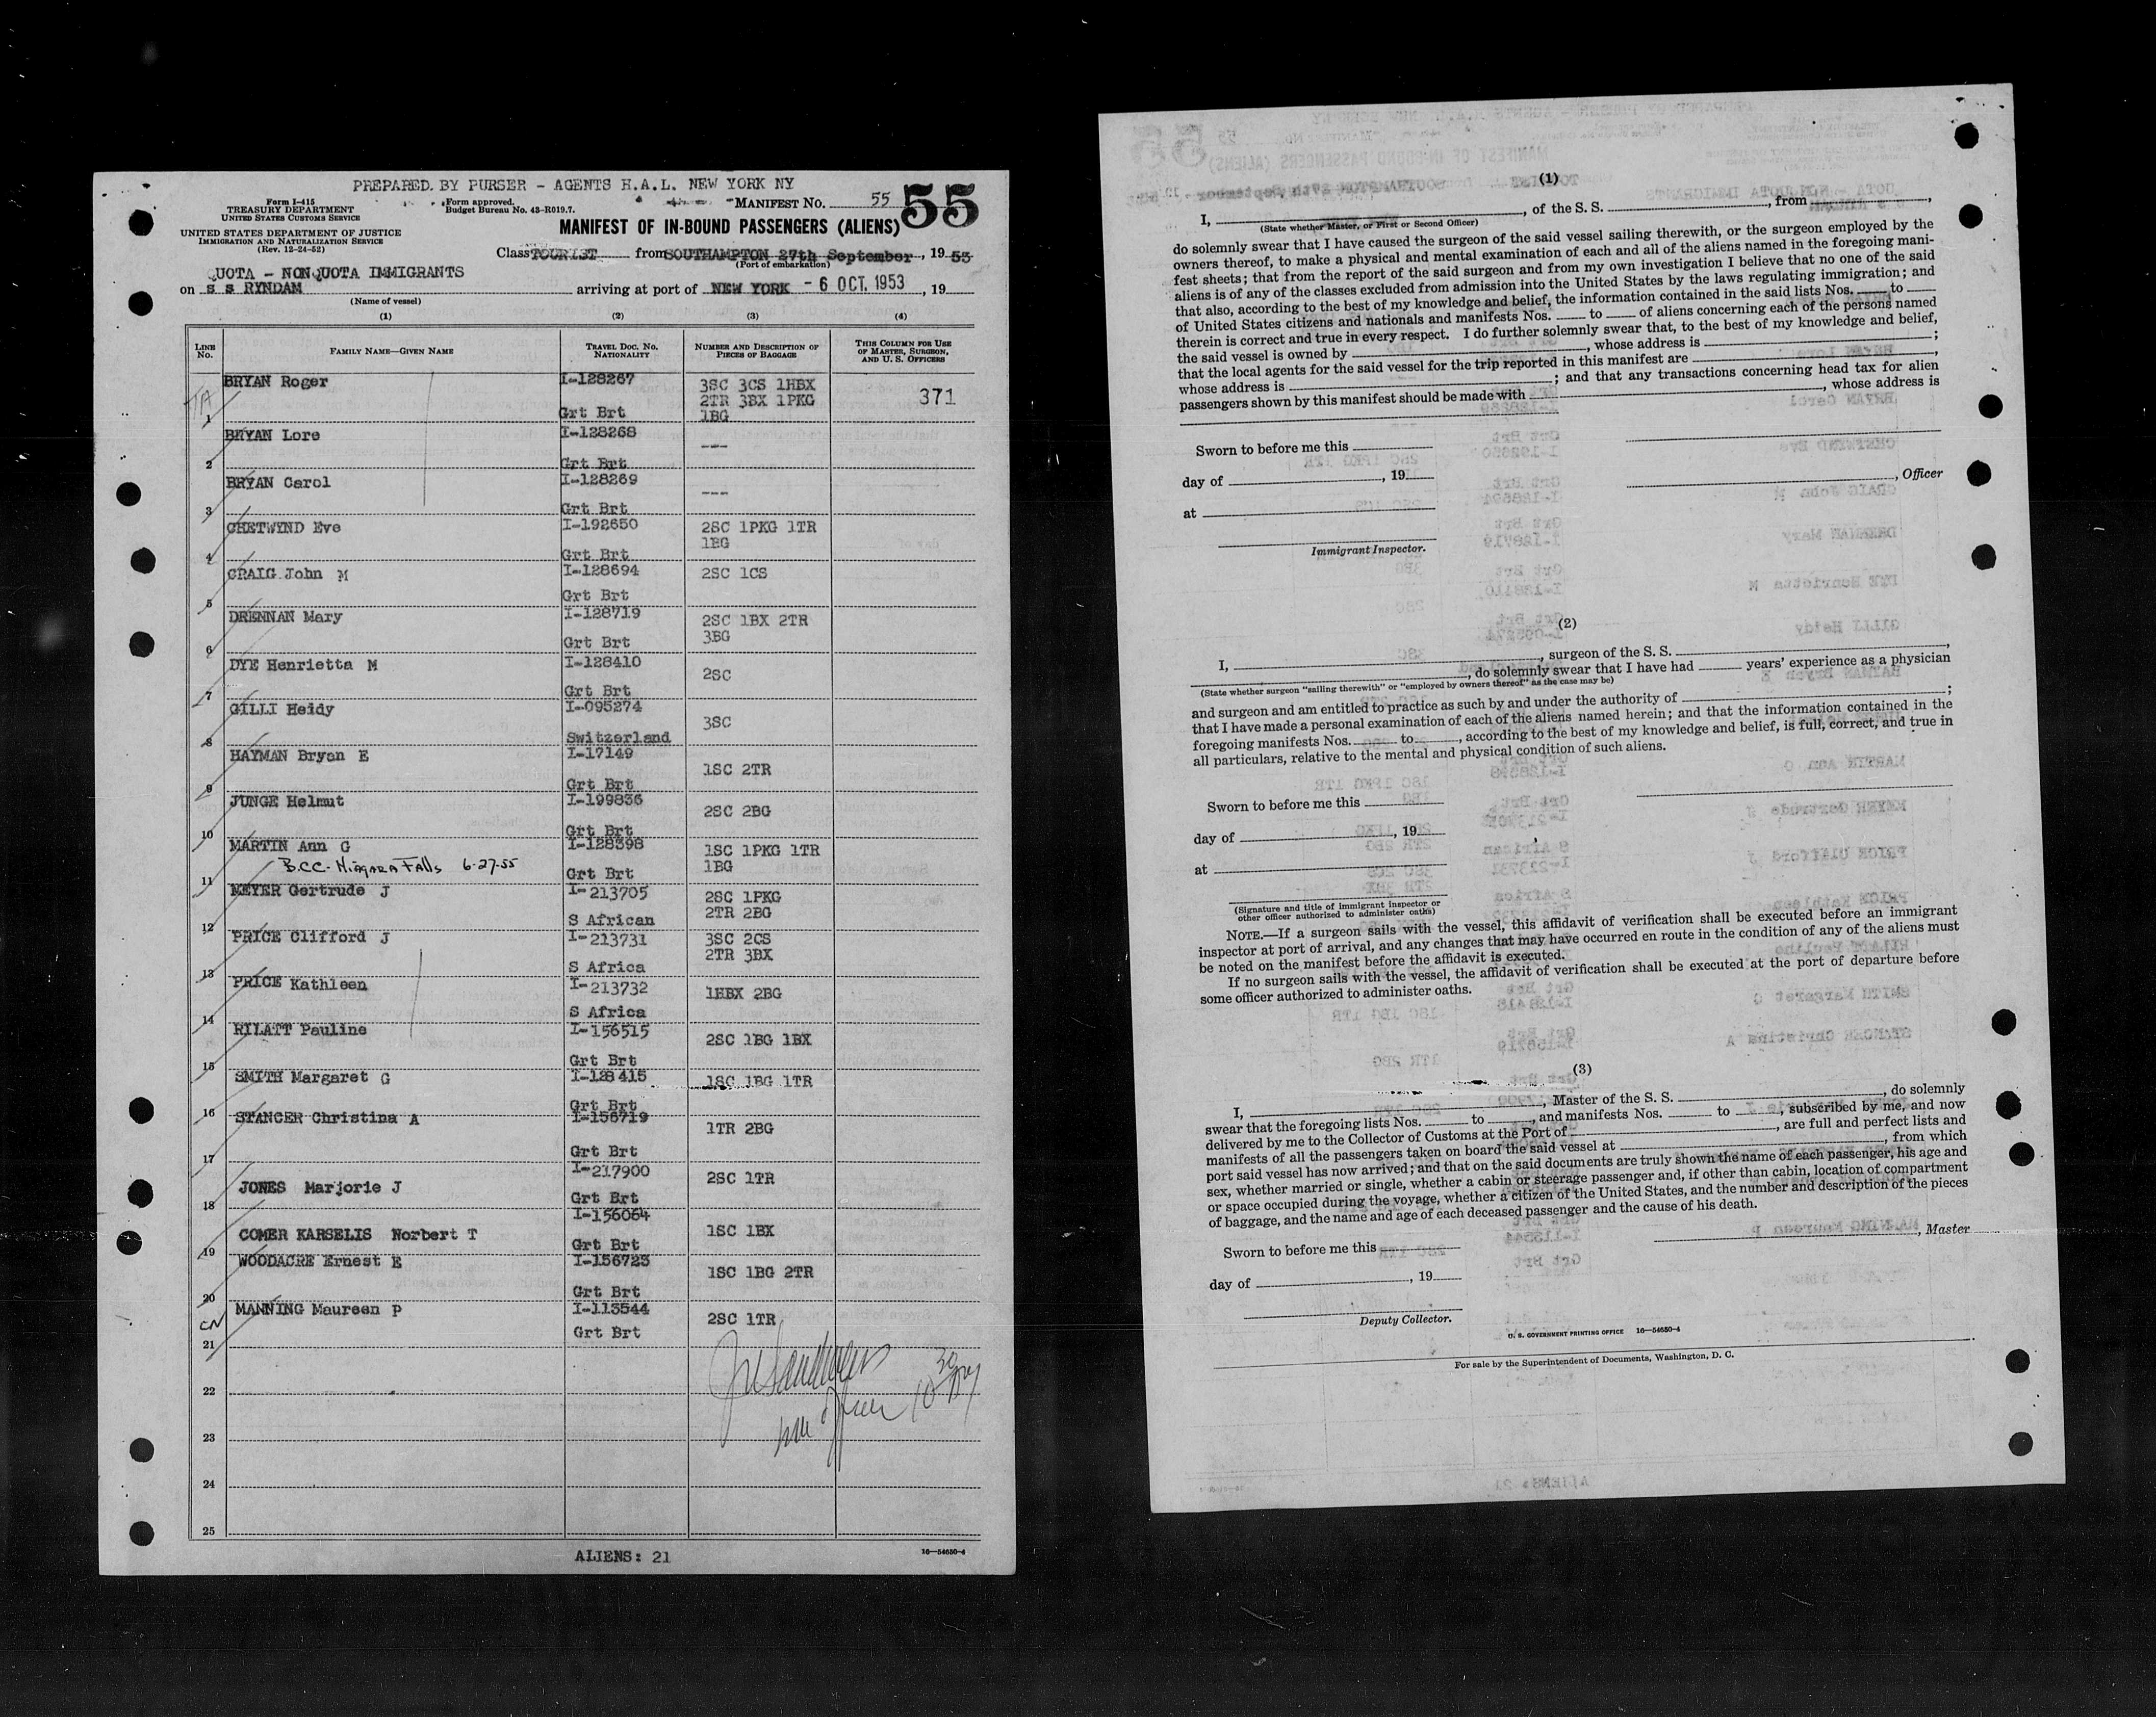 PREPARED. BY PURSER - AGENTS H.A.L. NEW YORK NY
Form I-415
TREASURY DEPARTMENT
UNITED STATES CUSTOMS SERVICE
Form approved.
Budget Bureau No. 43-R019.7.
MANIFEST No. 55
55
UNITED STATES DEPARTMENT OF JUSTICE
IMMIGRATION AND NATURALIZATION SERVICE
(Rev. 12-24-52)
MANIFEST OF IN-BOUND PASSENGERS (ALIENS)
Class TOURIST from SOUTHAMPTON 27th September, 1953
(Port of embarkation)
QUOTA - NONQUOTA IMMIGRANTS
on S S RYNDAM arriving at port of NEW YORK - 6 OCT. 1953, 19
(Name of vessel)
(1) (2) (3) (4)
LINE No. FAMILY NAME—GIVEN NAME TRAVEL DOC. No. NATIONALITY NUMBER AND DESCRIPTION OF PIECES OF BAGGAGE THIS COLUMN FOR USE OF MASTER, SURGEON, AND U. S. OFFICERS
TA
BRYAN Roger I-128267 3SC 3CS 1HBX
2TR 3BX 1PKG 371
1 Grt Brt 1BG
BRYAN Lore I-128268 ---
2 Grt Brt
BRYAN Carol I-128269 ---
3 Grt Brt
CHETWYND Eve I-192650 2SC 1PKG 1TR
1BG
4 Grt Brt
CRAIG John M I-128694 2SC 1CS
5 Grt Brt
DRENNAN Mary I-128719 2SC 1BX 2TR
6 Grt Brt 3BG
DYE Henrietta M I-128410 2SC
7 Grt Brt
GILLI Heidy I-095274 3SC
8 Switzerland
HAYMAN Bryan E I-17149 1SC 2TR
9 Grt Brt
JUNGE Helmut I-199836 2SC 2BG
10 Grt Brt
MARTIN Ann G I-128398 1SC 1PKG 1TR
B.C.C. Niagara Falls 6-27-55 1BG
11 Grt Brt
MEYER Gertrude J I-213705 2SC 1PKG
12 S African 2TR 2BG
PRICE Clifford J I-213731 3SC 2CS
2TR 3BX
13 S Africa
PRICE Kathleen I-213732 1HBX 2BG
14 S Africa
RILATT Pauline I-156515 2SC 1BG 1BX
15 Grt Brt
SMITH Margaret G I-128415 1SC 1BG 1TR
16 Grt Brt
STANGER Christina A I-156719 1TR 2BG
17 Grt Brt
JONES Marjorie J I-217900 2SC 1TR
18 Grt Brt
COMER KARSELIS Norbert T I-156064 1SC 1BX
19 Grt Brt
WOODACRE Ernest E I-156723 1SC 1BG 2TR
20 Grt Brt
CN
MANNING Maureen P I-113544 2SC 1TR
21 Grt Brt
22
23
24
25
ALIENS: 21
16—54650-4
(1)
I, , of the S. S. , from ,
(State whether Master, or First or Second Officer)
do solemnly swear that I have caused the surgeon of the said vessel sailing therewith, or the surgeon employed by the
owners thereof, to make a physical and mental examination of each and all of the aliens named in the foregoing mani-
fest sheets; that from the report of the said surgeon and from my own investigation I believe that no one of the said
aliens is of any of the classes excluded from admission into the United States by the laws regulating immigration; and
that also, according to the best of my knowledge and belief, the information contained in the said lists Nos. to
of United States citizens and nationals and manifests Nos. to of aliens concerning each of the persons named
therein is correct and true in every respect. I do further solemnly swear that, to the best of my knowledge and belief,
the said vessel is owned by , whose address is ;
that the local agents for the said vessel for the trip reported in this manifest are ,
whose address is ; and that any transactions concerning head tax for alien
passengers shown by this manifest should be made with , whose address is
Sworn to before me this
day of , 19 , Officer
at
Immigrant Inspector.
(2)
I, , surgeon of the S. S. ,
, do solemnly swear that I have had years' experience as a physician
(State whether surgeon "sailing therewith" or "employed by owners thereof" as the case may be)
and surgeon and am entitled to practice as such by and under the authority of ;
that I have made a personal examination of each of the aliens named herein; and that the information contained in the
foregoing manifests Nos. to , according to the best of my knowledge and belief, is full, correct, and true in
all particulars, relative to the mental and physical condition of such aliens.
Sworn to before me this
day of , 19
at
(Signature and title of immigrant inspector or
other officer authorized to administer oaths)
NOTE.—If a surgeon sails with the vessel, this affidavit of verification shall be executed before an immigrant
inspector at port of arrival, and any changes that may have occurred en route in the condition of any of the aliens must
be noted on the manifest before the affidavit is executed.
If no surgeon sails with the vessel, the affidavit of verification shall be executed at the port of departure before
some officer authorized to administer oaths.
(3)
I, , Master of the S. S. , do solemnly
swear that the foregoing lists Nos. to , and manifests Nos. to , subscribed by me, and now
delivered by me to the Collector of Customs at the Port of , are full and perfect lists and
manifests of all the passengers taken on board the said vessel at , from which
port said vessel has now arrived; and that on the said documents are truly shown the name of each passenger, his age and
sex, whether married or single, whether a cabin or steerage passenger and, if other than cabin, location of compartment
or space occupied during the voyage, whether a citizen of the United States, and the number and description of the pieces
of baggage, and the name and age of each deceased passenger and the cause of his death.
Sworn to before me this , Master
day of , 19
Deputy Collector.
U. S. GOVERNMENT PRINTING OFFICE 16—54650-4
For sale by the Superintendent of Documents, Washington, D. C.